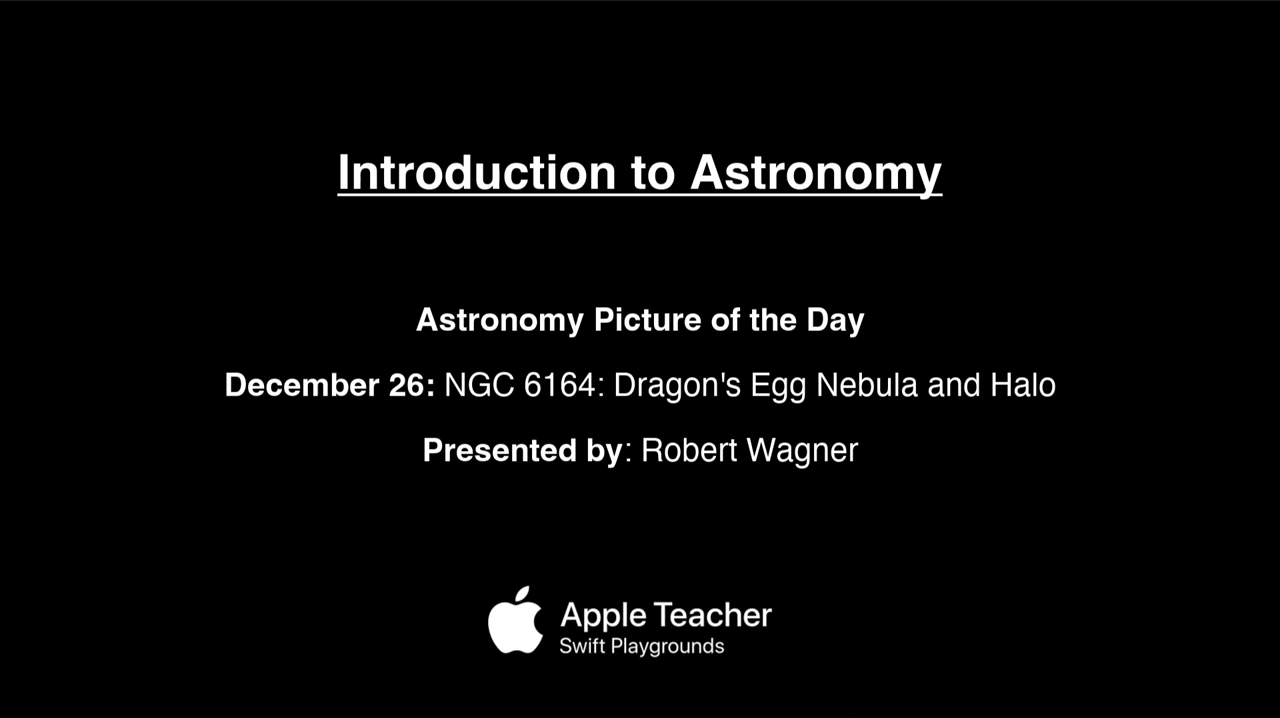 Introduction to Astronomy
Astronomy Picture of the Day
December 26: NGC 6164: Dragon's Egg Nebula and Halo
Presented by: Robert Wagner
Apple Teacher
Swift Playgrounds